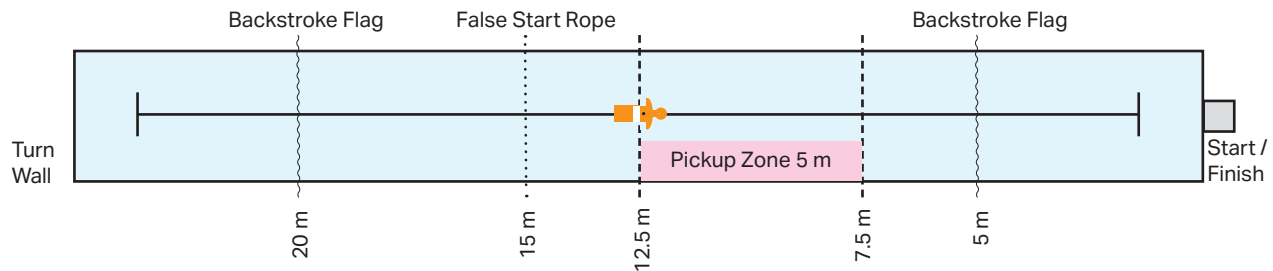 Backstroke Flag
False Start Rope
Backstroke Flag
Turn
Wall
Pickup Zone 5 m
Start /
Finish
20 m
15 m
12.5 m
7.5 m
5 m